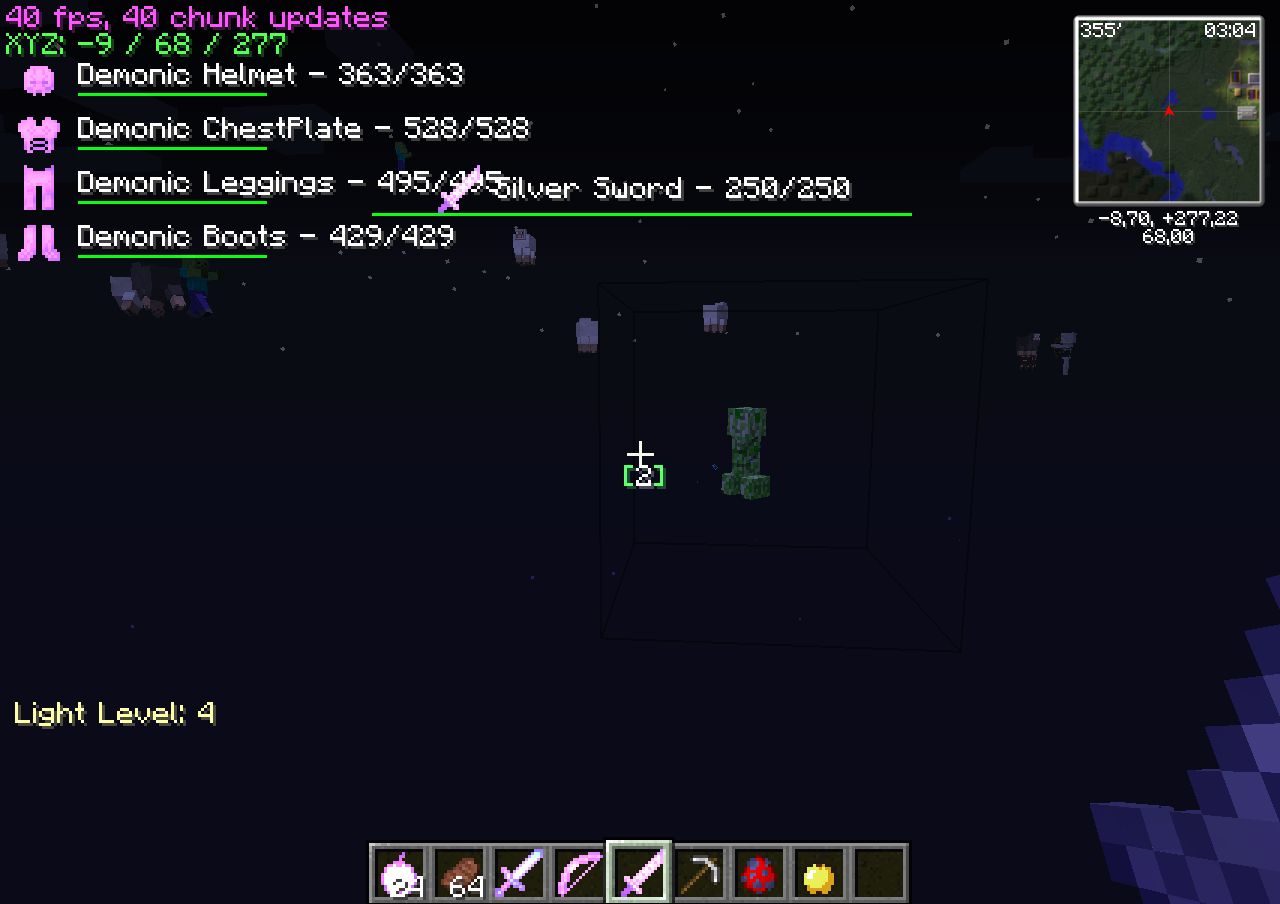 40 fps, 40 chunk updates
XYZ: -9 / 68 / 277
355' 03:04
Demonic Helmet - 363/363
Demonic ChestPlate - 528/528
Demonic Leggings - 495/495
Silver Sword - 250/250
-8,70, +277,22
68,00
Demonic Boots - 429/429
[2]
Light Level: 4
24 64